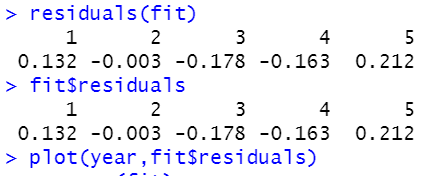 > residuals(fit)
1 2 3 4 5
0.132 -0.003 -0.178 -0.163 0.212
> fit$residuals
1 2 3 4 5
0.132 -0.003 -0.178 -0.163 0.212
> plot(year,fit$residuals)